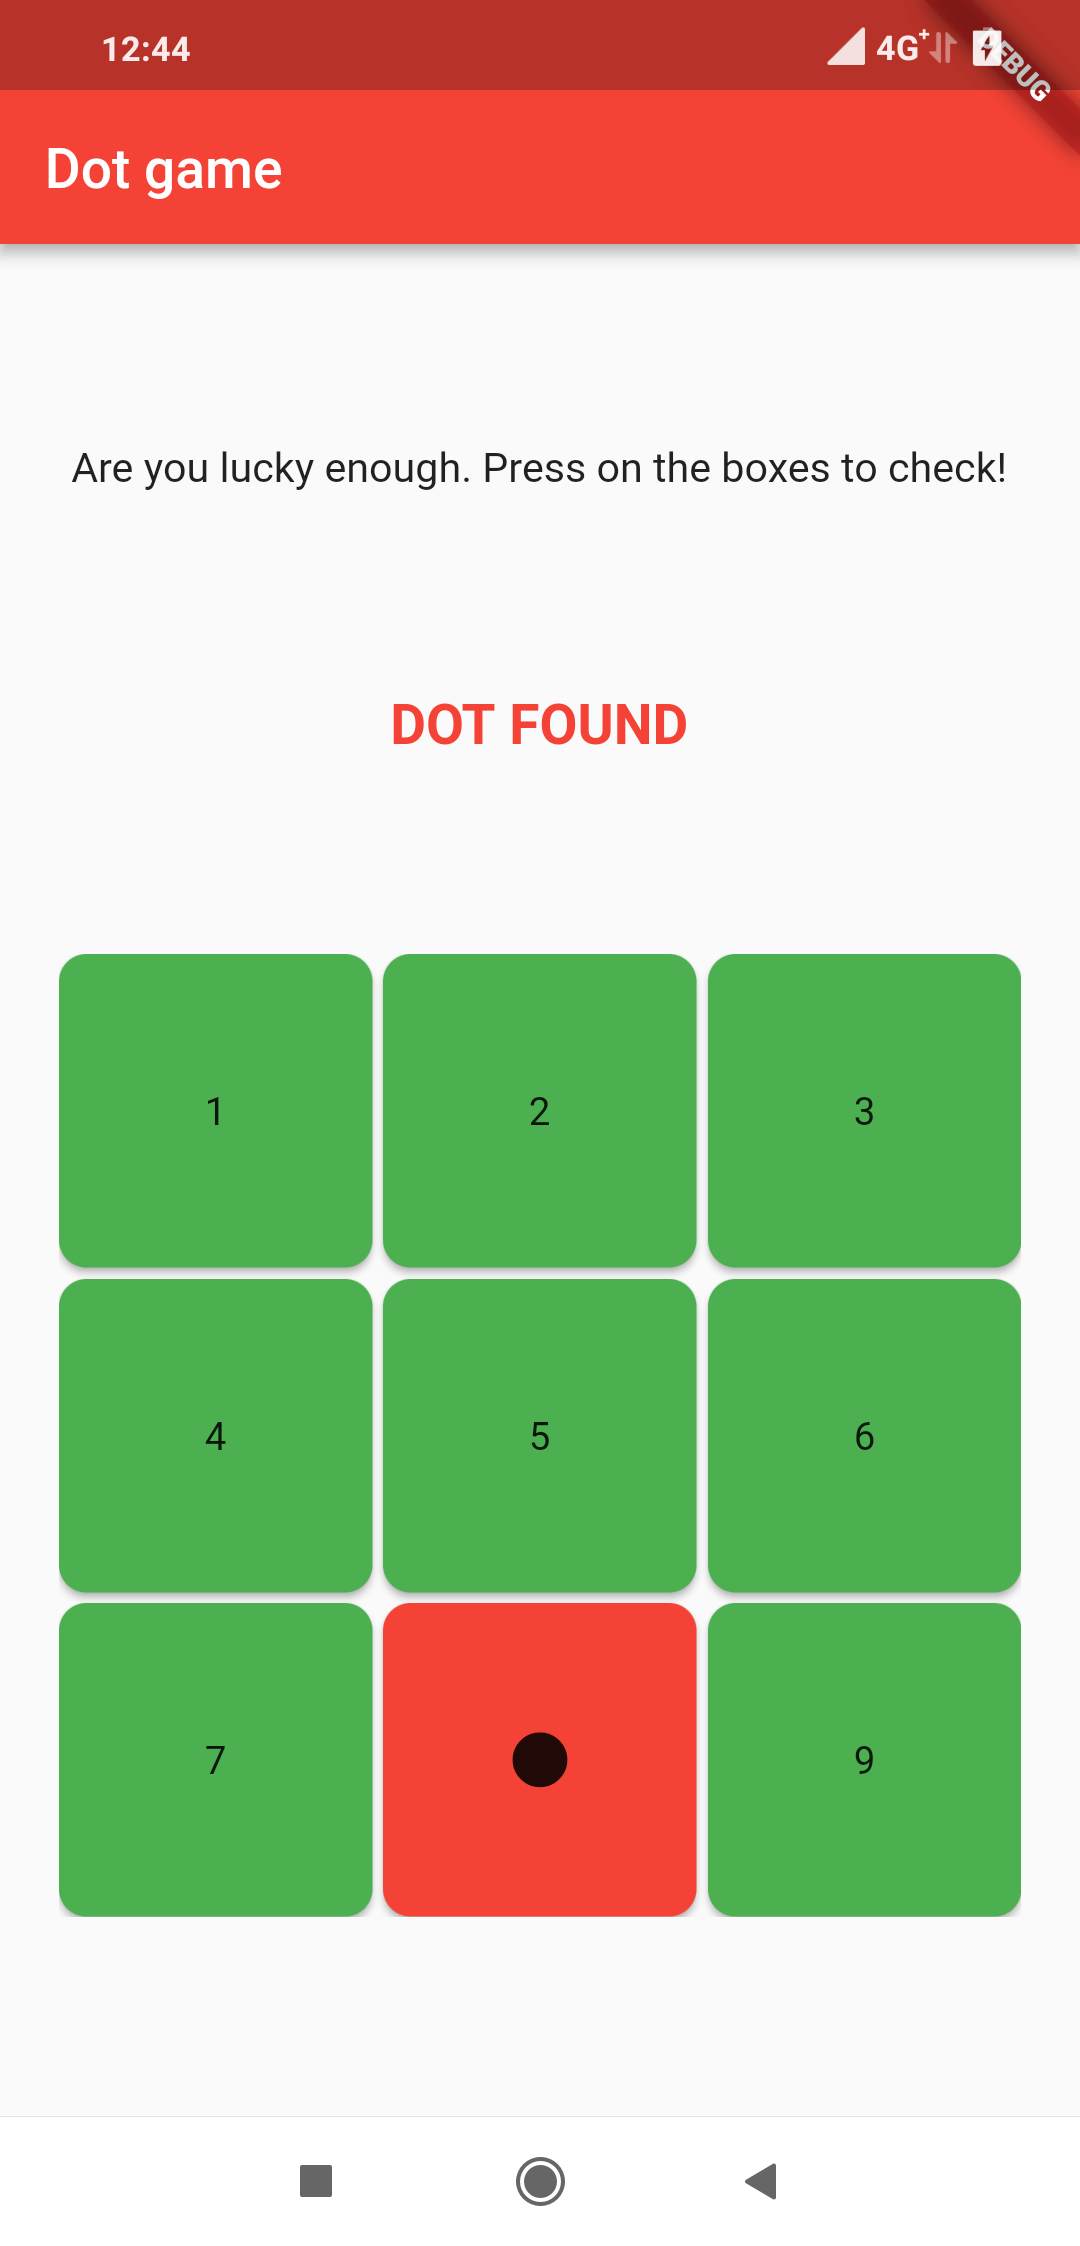 12:44
4G+
DEBUG
Dot game
Are you lucky enough. Press on the boxes to check!
DOT FOUND
1 2 3
4 5 6
7 9